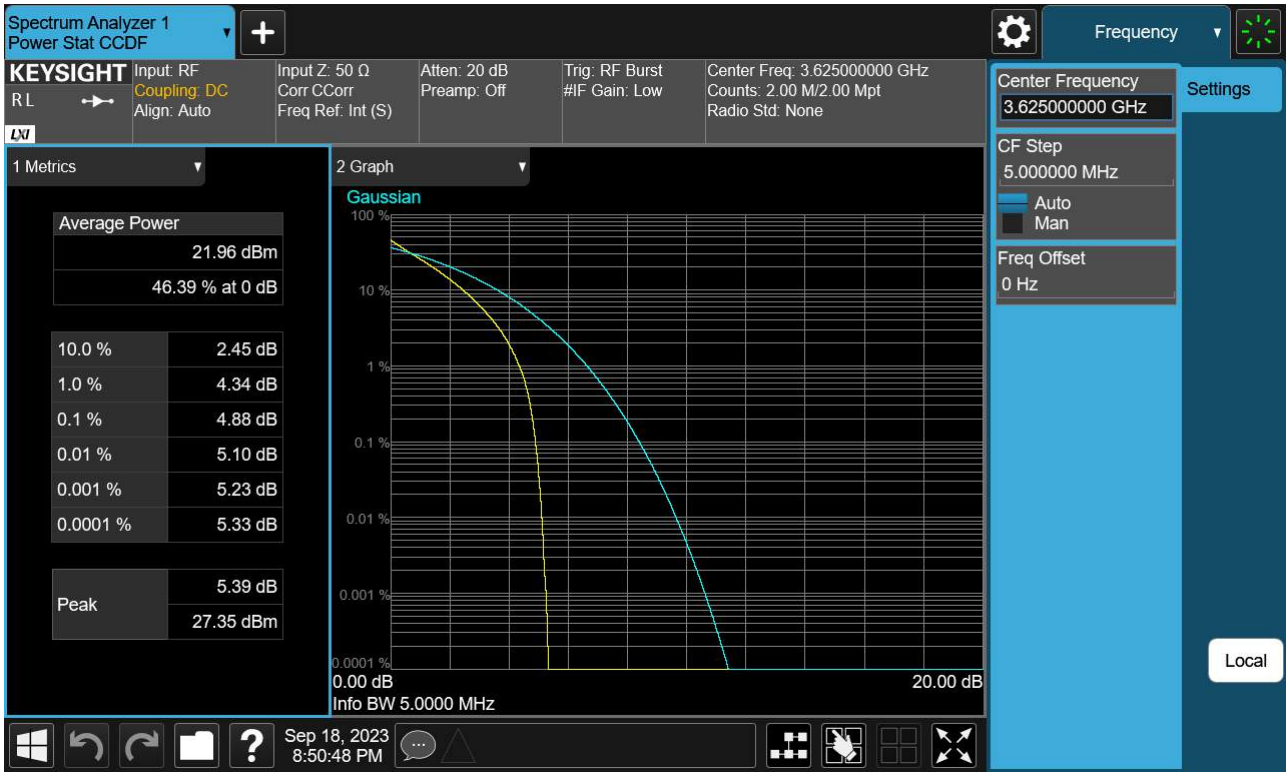 Spectrum Analyzer 1
Power Stat CCDF
+
Frequency
KEYSIGHT
RL
LXI
Input: RF
Coupling: DC
Align: Auto
Input Z: 50 Ω
Corr CCorr
Freq Ref: Int (S)
Atten: 20 dB
Preamp: Off
Trig: RF Burst
#IF Gain: Low
Center Freq: 3.625000000 GHz
Counts: 2.00 M/2.00 Mpt
Radio Std: None
Center Frequency
3.625000000 GHz
Settings
CF Step
5.000000 MHz
Auto
Man
Freq Offset
0 Hz
Local
1 Metrics
Average Power
21.96 dBm
46.39 % at 0 dB
10.0 % 2.45 dB
1.0 % 4.34 dB
0.1 % 4.88 dB
0.01 % 5.10 dB
0.001 % 5.23 dB
0.0001 % 5.33 dB
Peak 5.39 dB
27.35 dBm
2 Graph
Gaussian
100 %
10 %
1 %
0.1 %
0.01 %
0.001 %
0.0001 %
0.00 dB 20.00 dB
Info BW 5.0000 MHz
?
Sep 18, 2023
8:50:48 PM